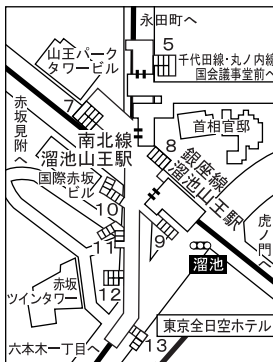 永田町へ
5
千代田線・丸ノ内線
国会議事堂前へ
山王パーク
タワービル
赤坂見附へ
7
南北線
溜池山王駅
首相官邸
8
銀座線
溜池山王駅
国際赤坂
ビル
虎ノ門へ
10
9
11
溜池
赤坂
ツインタワー
12
東京全日空ホテル
六本木一丁目へ
13